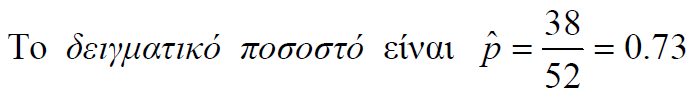 Το δειγματικό ποσοστό είναι p̂ = 38/52 = 0.73